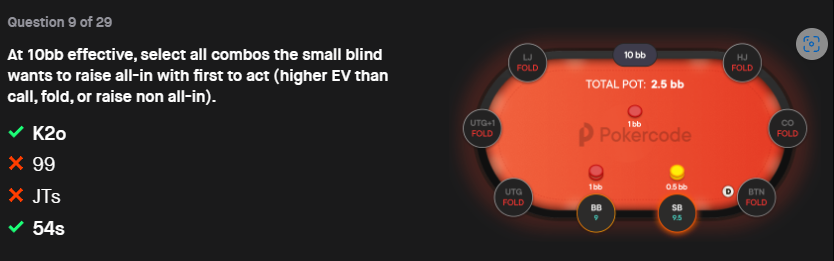 Question 9 of 29
At 10bb effective, select all combos the small blind
wants to raise all-in with first to act (higher EV than
call, fold, or raise non all-in).
K2o
99
JTs
54s
10 bb
LJ
FOLD
HJ
FOLD
TOTAL POT: 2.5 bb
1 bb
UTG+1
FOLD
Pokercode
CO
FOLD
1 bb
0.5 bb
UTG
FOLD
BB
9
SB
9.5
D
BTN
FOLD